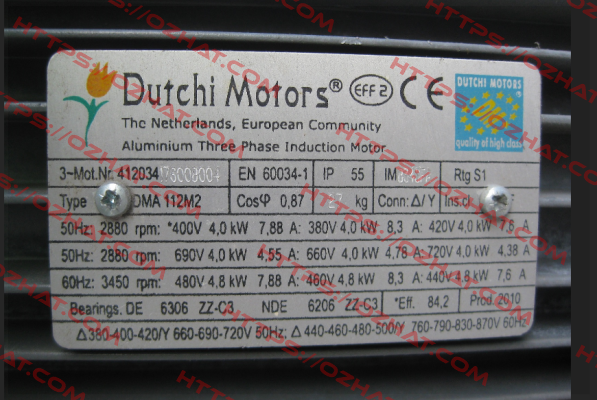 Dutchi Motors® EFF 2 CE
DUTCHI MOTORS
DM
quality of high class
The Netherlands, European Community
Aluminium Three Phase Induction Motor
3~Mot.Nr. EN 60034-1 IP 55 Rtg S1
Type DMA 112M2 Cosφ 0,87 kg Conn: Δ/Y
50Hz: 2880 rpm: *400V 4,0 kW 7,88 A: 380V 4,0 kW 8,3 A: 420V 4,0 kW 7,6 A
50Hz: 2880 rpm: 690V 4,0 kW 4,55 A: 660V 4,0 kW 4,76 A: 720V 4,0 kW 4,38 A
60Hz: 3450 rpm: 480V 4,8 kW 7,88 A: 460V 4,8 kW 8,3 A: 440V 4,8 kW 7,6 A
Bearings. DE 6306 ZZ-C3 NDE 6206 ZZ-C3 *Eff. 84,2 Prod. 2010
Δ380-400-420/Y 660-690-720V 50Hz; Δ 440-460-480-500/Y 760-790-830-870V 60Hz
HTTPS://OZHAT.COM